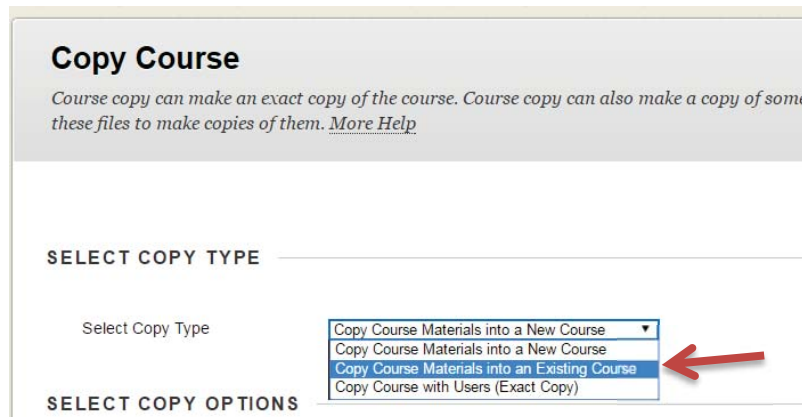 Copy Course
Course copy can make an exact copy of the course. Course copy can also make a copy of some
these files to make copies of them. More Help
SELECT COPY TYPE
Select Copy Type
Copy Course Materials into a New Course
Copy Course Materials into a New Course
Copy Course Materials into an Existing Course
Copy Course with Users (Exact Copy)
SELECT COPY OPTIONS